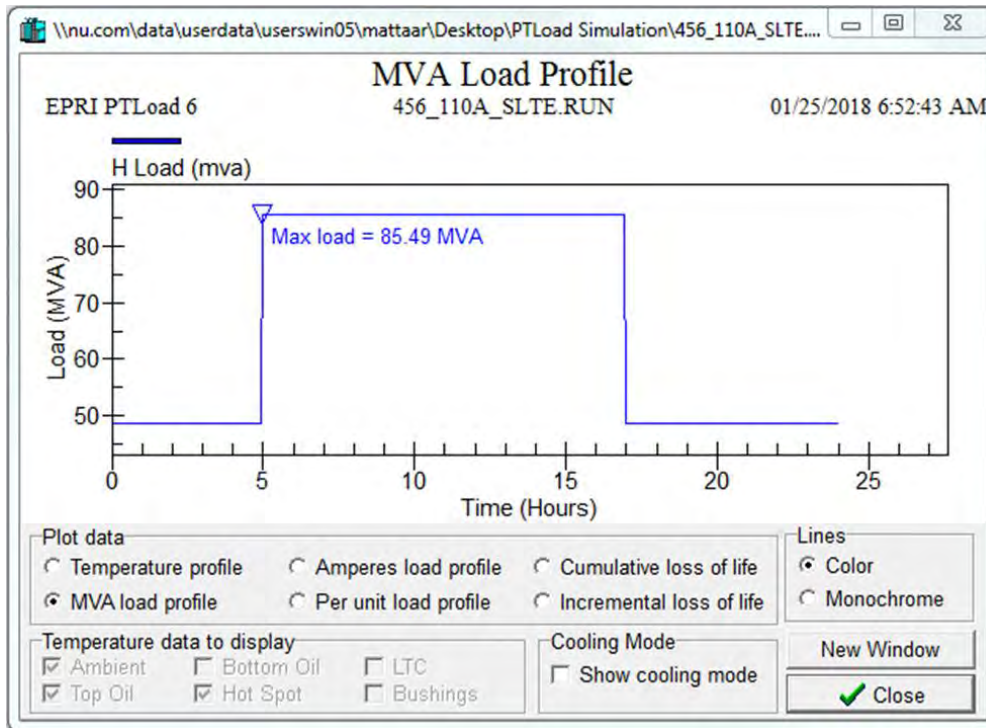 \\nu.com\data\userdata\userswin05\mattaar\Desktop\PTLoad Simulation\456_110A_SLTE....
MVA Load Profile
EPRI PTLoad 6 456_110A_SLTE.RUN 01/25/2018 6:52:43 AM
H Load (mva)
90
80
70
60
50
Load (MVA)
Max load = 85.49 MVA
0 5 10 15 20 25
Time (Hours)
Plot data
Temperature profile Amperes load profile Cumulative loss of life
MVA load profile Per unit load profile Incremental loss of life
Lines
Color
Monochrome
Temperature data to display
Ambient Bottom Oil LTC
Top Oil Hot Spot Bushings
Cooling Mode
Show cooling mode
New Window
Close